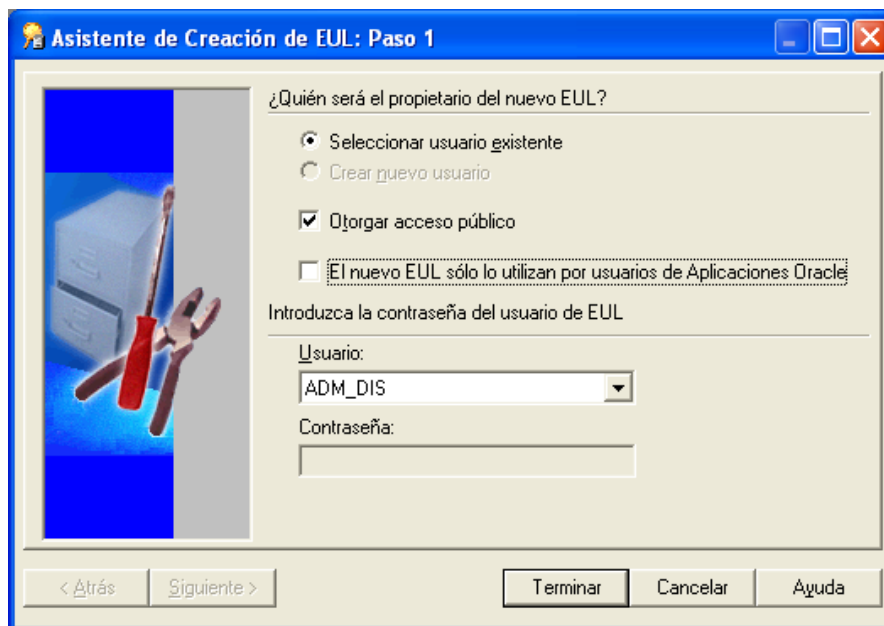 Asistente de Creación de EUL: Paso 1
¿Quién será el propietario del nuevo EUL?
Seleccionar usuario existente
Crear nuevo usuario
Otorgar acceso público
El nuevo EUL sólo lo utilizan por usuarios de Aplicaciones Oracle
Introduzca la contraseña del usuario de EUL
Usuario:
ADM_DIS
Contraseña:
< Atrás Siguiente > Terminar Cancelar Ayuda